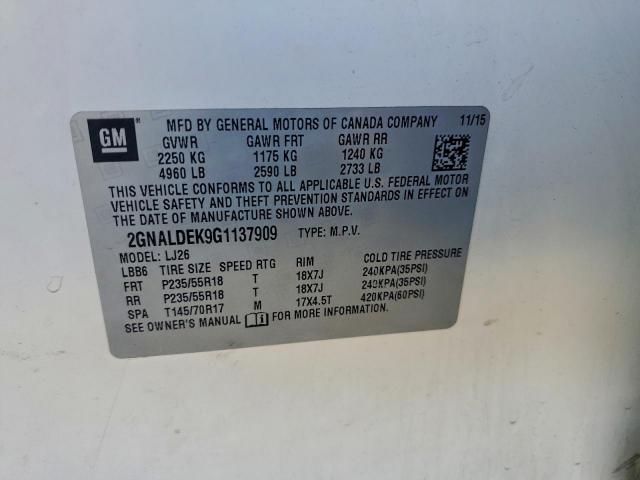 GM ®
MFD BY GENERAL MOTORS OF CANADA COMPANY 11/15
GVWR GAWR FRT GAWR RR
2250 KG 1175 KG 1240 KG
4960 LB 2590 LB 2733 LB
THIS VEHICLE CONFORMS TO ALL APPLICABLE U.S. FEDERAL MOTOR
VEHICLE SAFETY AND THEFT PREVENTION STANDARDS IN EFFECT ON
THE DATE OF MANUFACTURE SHOWN ABOVE.
2GNALDEK9G1137909 TYPE: M.P.V.
MODEL: LJ26
LBB6 TIRE SIZE SPEED RTG RIM COLD TIRE PRESSURE
FRT P235/55R18 T 18X7J 240KPA(35PSI)
RR P235/55R18 T 18X7J 240KPA(35PSI)
SPA T145/70R17 M 17X4.5T 420KPA(60PSI)
SEE OWNER'S MANUAL FOR MORE INFORMATION.